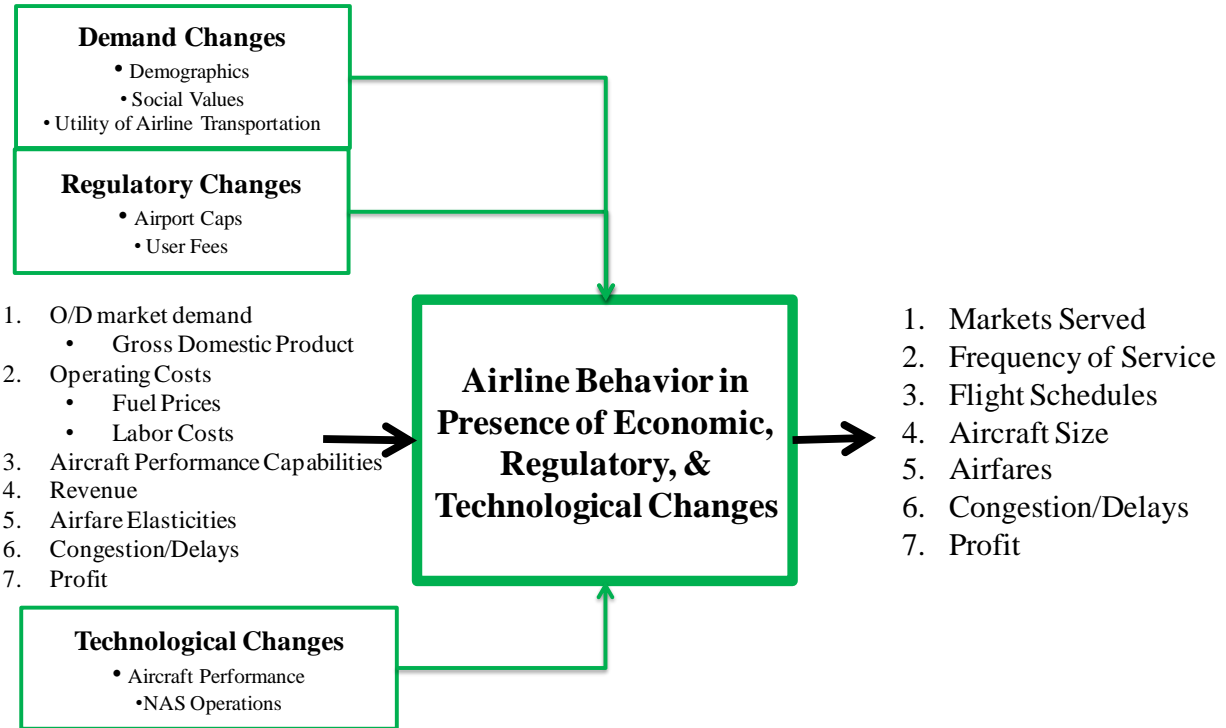 Demand Changes
• Demographics
• Social Values
• Utility of Airline Transportation
Regulatory Changes
• Airport Caps
• User Fees
1. O/D market demand
• Gross Domestic Product
2. Operating Costs
• Fuel Prices
• Labor Costs
3. Aircraft Performance Capabilities
4. Revenue
5. Airfare Elasticities
6. Congestion/Delays
7. Profit
Airline Behavior in
Presence of Economic,
Regulatory, &
Technological Changes
1. Markets Served
2. Frequency of Service
3. Flight Schedules
4. Aircraft Size
5. Airfares
6. Congestion/Delays
7. Profit
Technological Changes
• Aircraft Performance
•NAS Operations